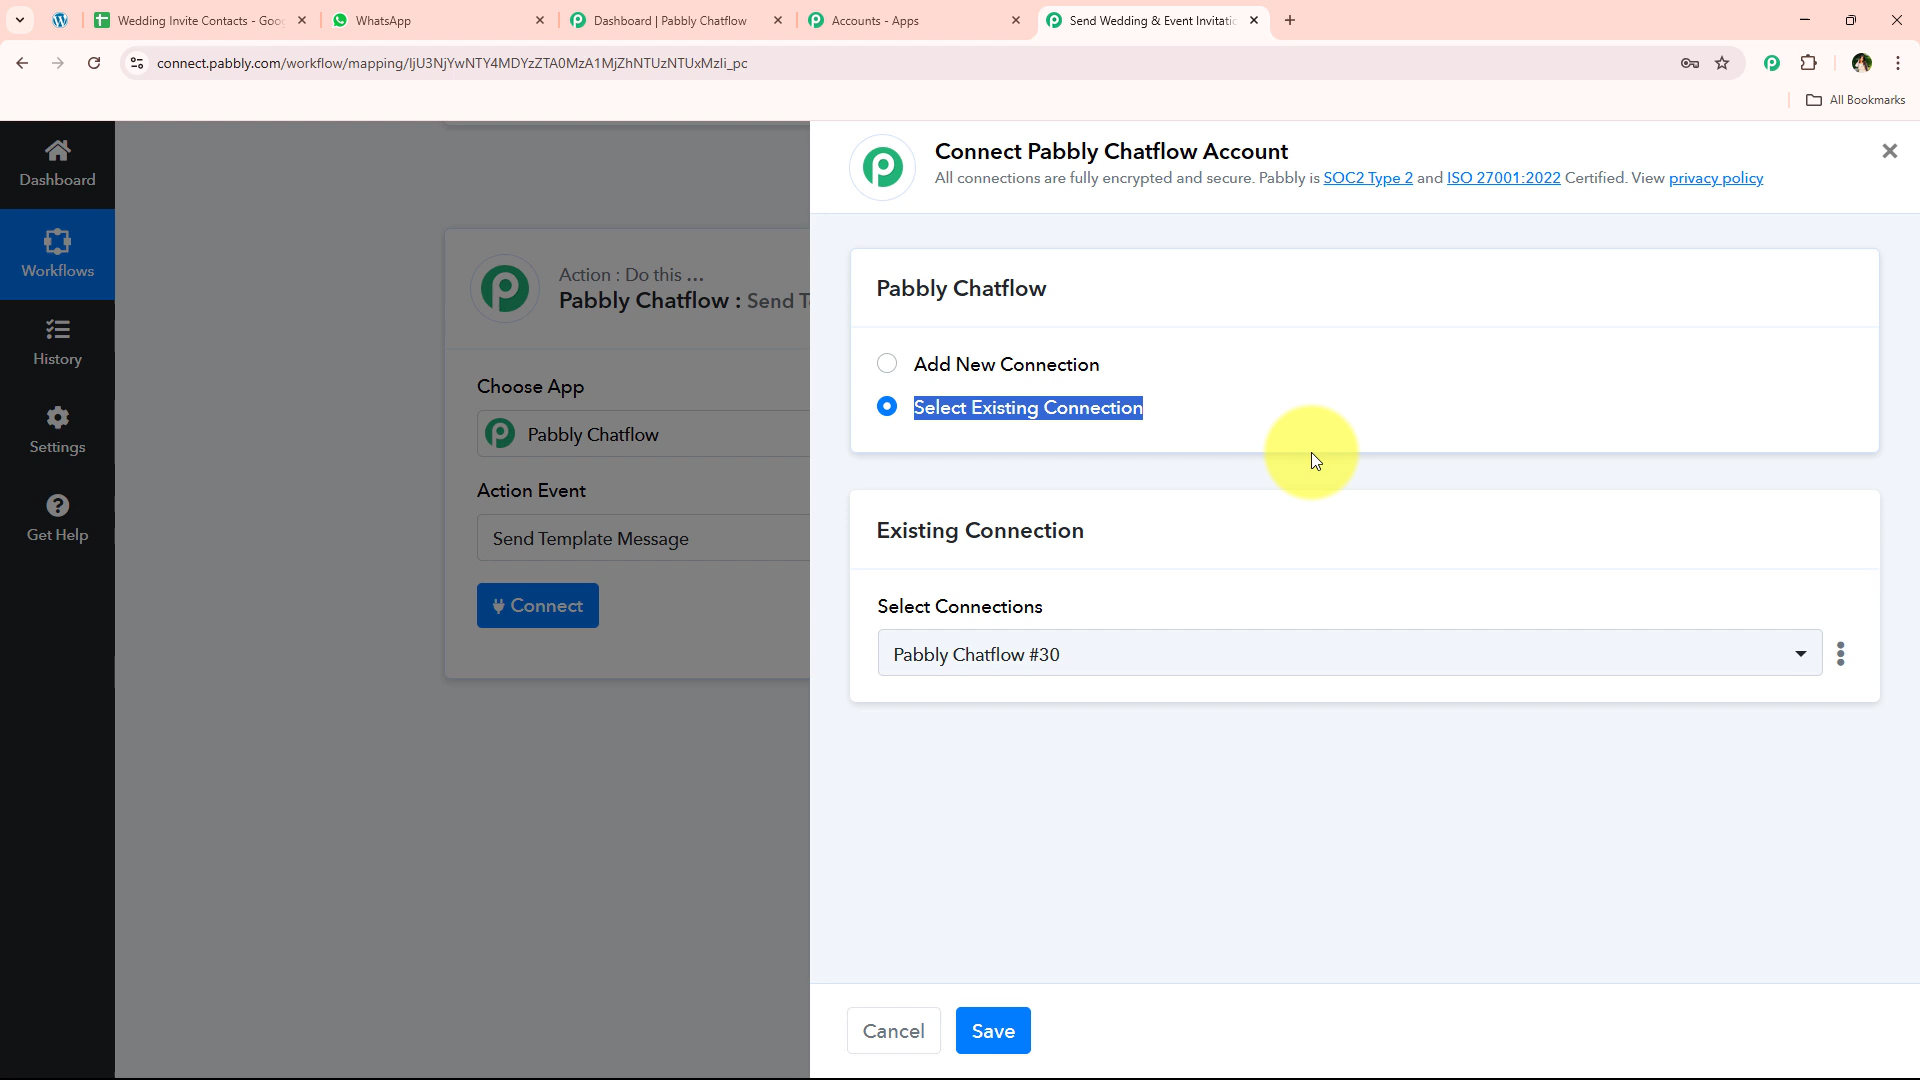 Wedding Invite Contacts - Goo
WhatsApp
Dashboard | Pabbly Chatflow
Accounts - Apps
Send Wedding & Event Invitati
connect.pabbly.com/workflow/mapping/IjU3NjYwNTY4MDYzZTA0MzA1MjZhNTUzNTUxMzIi_pc
All Bookmarks
Dashboard
Workflows
History
Settings
Get Help
Action : Do this ...
Pabbly Chatflow : Send T
Choose App
Pabbly Chatflow
Action Event
Send Template Message
Connect
Connect Pabbly Chatflow Account
All connections are fully encrypted and secure. Pabbly is SOC2 Type 2 and ISO 27001:2022 Certified. View privacy policy
Pabbly Chatflow
Add New Connection
Select Existing Connection
Existing Connection
Select Connections
Pabbly Chatflow #30
Cancel
Save